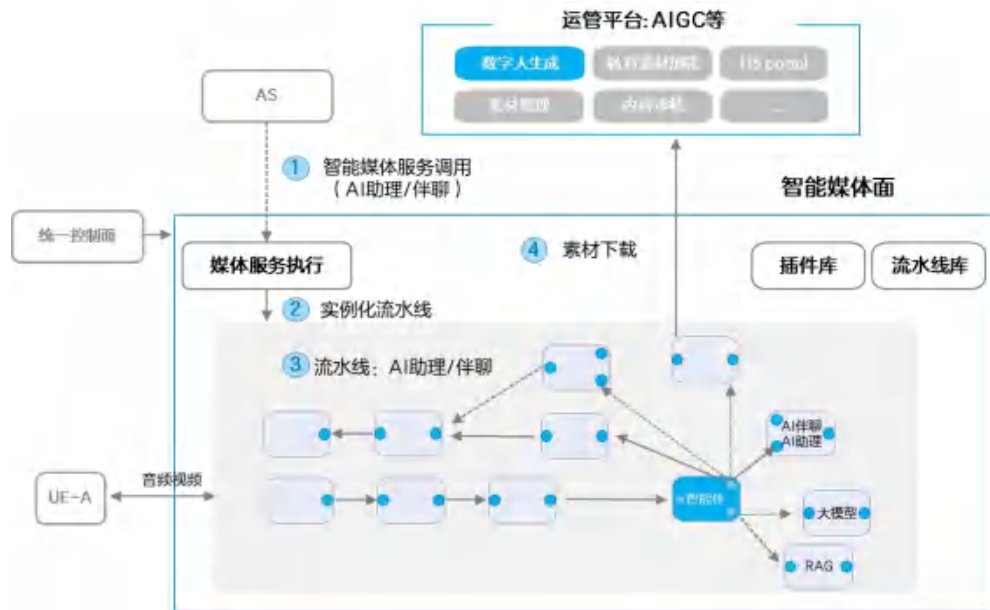 运管平台:AIGC等
数字人生成
H5 portal
...
AS
1 智能媒体服务调用
（AI助理/伴聊）
智能媒体面
统一控制面
媒体服务执行
4 素材下载
插件库
流水线库
2 实例化流水线
3 流水线：AI助理/伴聊
AI伴聊
AI助理
音频视频
UE-A
智能体
大模型
RAG